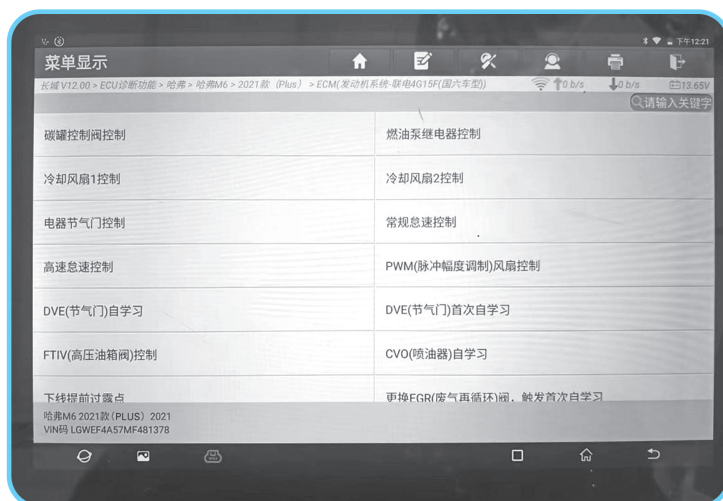 下午12:21
菜单显示
长城 V12.00 > ECU诊断功能 > 哈弗 > 哈弗M6 > 2021款 (Plus) > ECM(发动机系统-联电4G15F(国六车型)) 0 b/s 0 b/s 13.65V
请输入关键字
碳罐控制阀控制 燃油泵继电器控制
冷却风扇1控制 冷却风扇2控制
电器节气门控制 常规怠速控制
高速怠速控制 PWM(脉冲幅度调制)风扇控制
DVE(节气门)自学习 DVE(节气门)首次自学习
FTIV(高压油箱阀)控制 CVO(喷油器)自学习
下线提前过露点 更换EGR(废气再循环)阀，触发首次自学习
哈弗M6 2021款 (PLUS) 2021
VIN码 LGWEF4A57MF481378